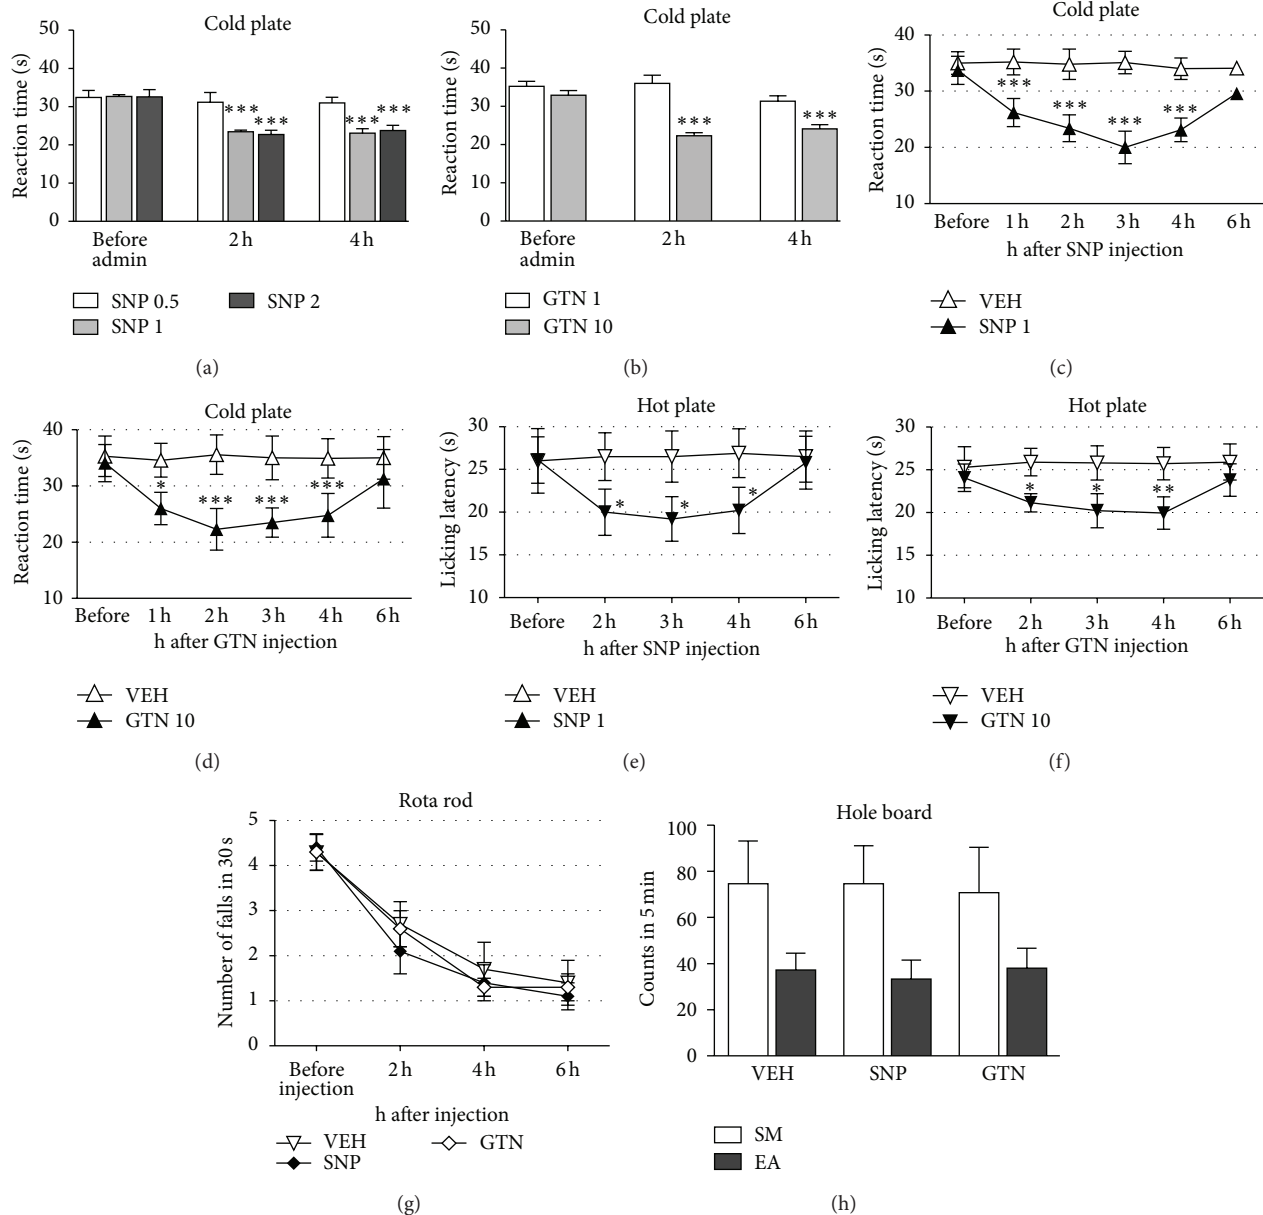 Cold plate
50
40
30
20
10
0
Reaction time (s)
***
***
***
***
Before admin
2 h
4 h
SNP 0.5
SNP 1
SNP 2
(a)
Cold plate
50
40
30
20
10
0
Reaction time (s)
***
***
Before admin
2 h
4 h
GTN 1
GTN 10
(b)
Cold plate
40
30
20
10
Reaction time (s)
***
***
***
***
Before 1 h 2 h 3 h 4 h 6 h
h after SNP injection
VEH
SNP 1
(c)
Cold plate
40
30
20
10
Reaction time (s)
*
***
***
***
Before 1 h 2 h 3 h 4 h 6 h
h after GTN injection
VEH
GTN 10
(d)
Hot plate
30
25
20
15
10
Licking latency (s)
*
*
*
Before 2 h 3 h 4 h 6 h
h after SNP injection
VEH
SNP 1
(e)
Hot plate
30
25
20
15
10
Licking latency (s)
*
*
**
Before 2 h 3 h 4 h 6 h
h after GTN injection
VEH
GTN 10
(f)
Rota rod
5
4
3
2
1
0
Number of falls in 30 s
Before injection
2 h
4 h
6 h
h after injection
VEH
SNP
GTN
(g)
Hole board
100
80
60
40
20
0
Counts in 5 min
VEH SNP GTN
SM
EA
(h)